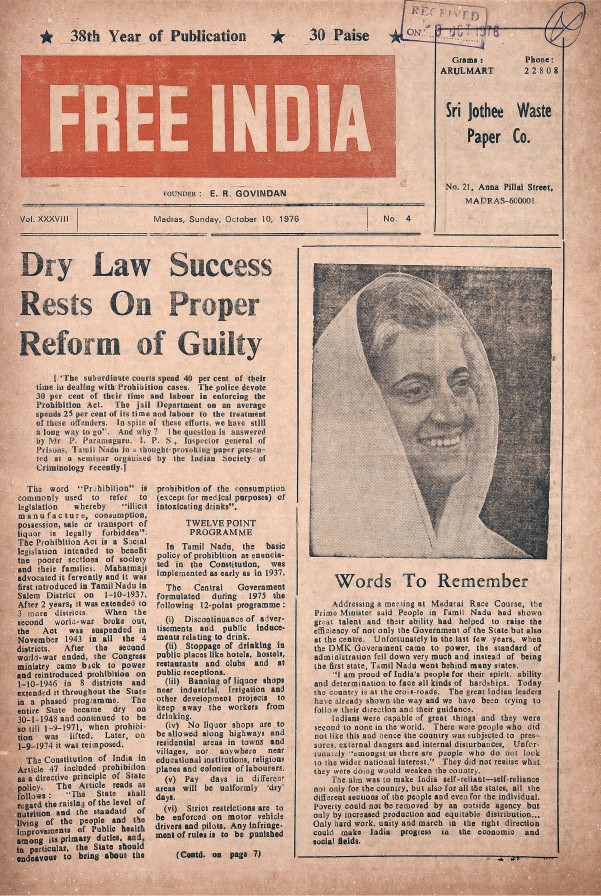 ★ 38th Year of Publication ★ 30 Paise ★
RECEIVED
ON: OCT 1976
FREE INDIA
FOUNDER : E. R. GOVINDAN
Grams : Phone :
ARULMART 22808
Sri Jothee Waste
Paper Co.
No. 21, Anna Pillai Street,
MADRAS-600001
Vol. XXXVIII Madras, Sunday, October 10, 1976 No. 4
Dry Law Success
Rests On Proper
Reform of Guilty
[ "The subordinate courts spend 40 per cent of their
time in dealing with Prohibition cases. The police devote
30 per cent of their time and labour in enforcing the
Prohibition Act. The jail Department on an average
spends 25 per cent of its time and labour to the treatment
of these offenders. In spite of these efforts, we have still
a long way to go". And why ? The question is answered
by Mr P. Paramaguru. I. P. S., Inspector general of
Prisons, Tamil Nadu in a thought-provoking paper presen-
ted at a seminar organised by the Indian Society of
Criminology recently.]
The word "Prohibition" is
commonly used to refer to
legislation whereby "illicit
manufacture, consumption,
possession, sale or transport of
liquor is legally forbidden".
The Prohibition Act is a Social
legislation intended to benefit
the poorer sections of society
and their families. Mahatmaji
advocated it fervently and it was
first introduced in Tamil Nadu in
Salem District on 1-10-1937.
After 2 years, it was extended to
3 more districts. When the
second world-war broke out,
the Act was suspended in
November 1943 in all the 4
districts. After the second
world-war ended, the Congress
ministry came back to power
and reintroduced prohibition on
1-10-1946 in 8 districts and
extended it throughout the State
in a phased programme. The
entire State became dry on
30-1-1948 and continued to be
so till 1-9-1971, when prohibi-
tion was lifted. Later, on
1-9-1974 it was reimposed.
The Constitution of India in
Article 47 included prohibition
as a directive principle of State
policy. The Article reads as
follows : "The State shall
regard the raising of the level of
nutrition and the standard of
living of the people and the
improvements of Public health
among its primary duties, and,
in particular, the State should
endeavour to bring about the
prohibition of the consumption
(except for medical purposes) of
intoxicating drinks".
TWELVE POINT
PROGRAMME
In Tamil Nadu, the basic
policy of prohibition as enuncia-
ted in the Constitution, was
implemented as early as in 1937.
The Central Government
formulated during 1975 the
following 12-point programme :
(i) Discontinuance of adver-
tisements and public induce-
ments relating to drink.
(ii) Stoppage of drinking in
public places like hotels, hostels,
restaurants and clubs and at
public receptions.
(iii) Banning of liquor shops
near industrial, Irrigation and
other development projects to
keep away the workers from
drinking.
(iv) No liquor shops are to
be allowed along highways and
residential areas in towns and
villages, nor anywhere near
educational institutions, religious
places and colonies of labourers.
(v) Pay days in different
areas will be uniformly 'dry'
days.
(vi) Strict restrictions are to
be enforced on motor vehicle
drivers and pilots. Any infringe-
ment of rules is to be punished
(Contd. on page 7)
Words To Remember
Addressing a meeting at Madurai Race Course, the
Prime Minister said People in Tamil Nadu had shown
great talent and their ability had helped to raise the
efficiency of not only the Government of the State but also
at the centre. Unfortunately in the last few years, when
the DMK Government came to power, the standard of
administration fell down very much and instead of being
the first state, Tamil Nadu went behind many states.
"I am proud of India's people for their spirit, ability
and determination to face all kinds of hardships. Today
the country is at the cross-roads. The great Indian leaders
have already shown the way and we have been trying to
follow their direction and their guidance.
Indians were capable of great things and they were
second to none in the world. There were people who did
not like this and hence the country was subjected to pres-
sures, external dangers and internal disturbances, Unfor-
tunately "amongst us there are people who do not look
to the wider national interest." They did not realise what
they were doing would weaken the country.
The aim was to make India self-reliant—self-reliance
not only for the country, but also for all the states, all the
different sections of the people and even for the individual.
Poverty could not be removed by an outside agency but
only by increased production and equitable distribution...
Only hard work, unity and march in the right direction
could make India progress in the economic and
social fields.